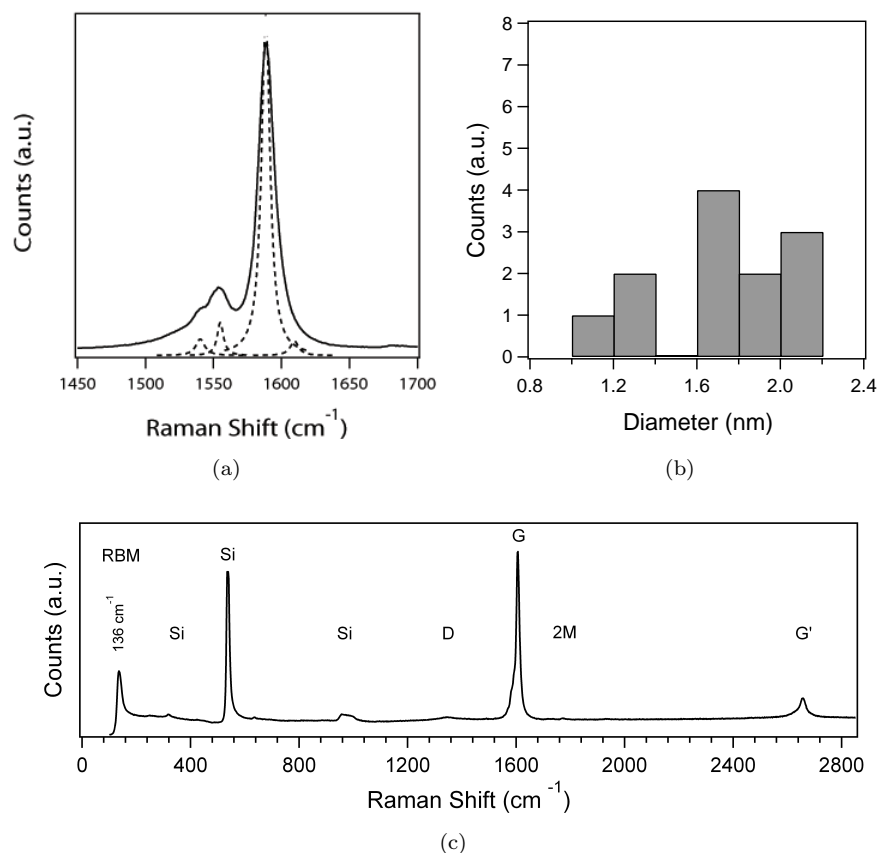 Counts (a.u.)
1450 1500 1550 1600 1650 1700
Raman Shift (cm-1)
(a)
Counts (a.u.)
8
7
6
5
4
3
2
1
0
0.8 1.2 1.6 2.0 2.4
Diameter (nm)
(b)
Counts (a.u.)
RBM
136 cm-1
Si
Si
Si
D
G
2M
G'
0 400 800 1200 1600 2000 2400 2800
Raman Shift (cm -1)
(c)